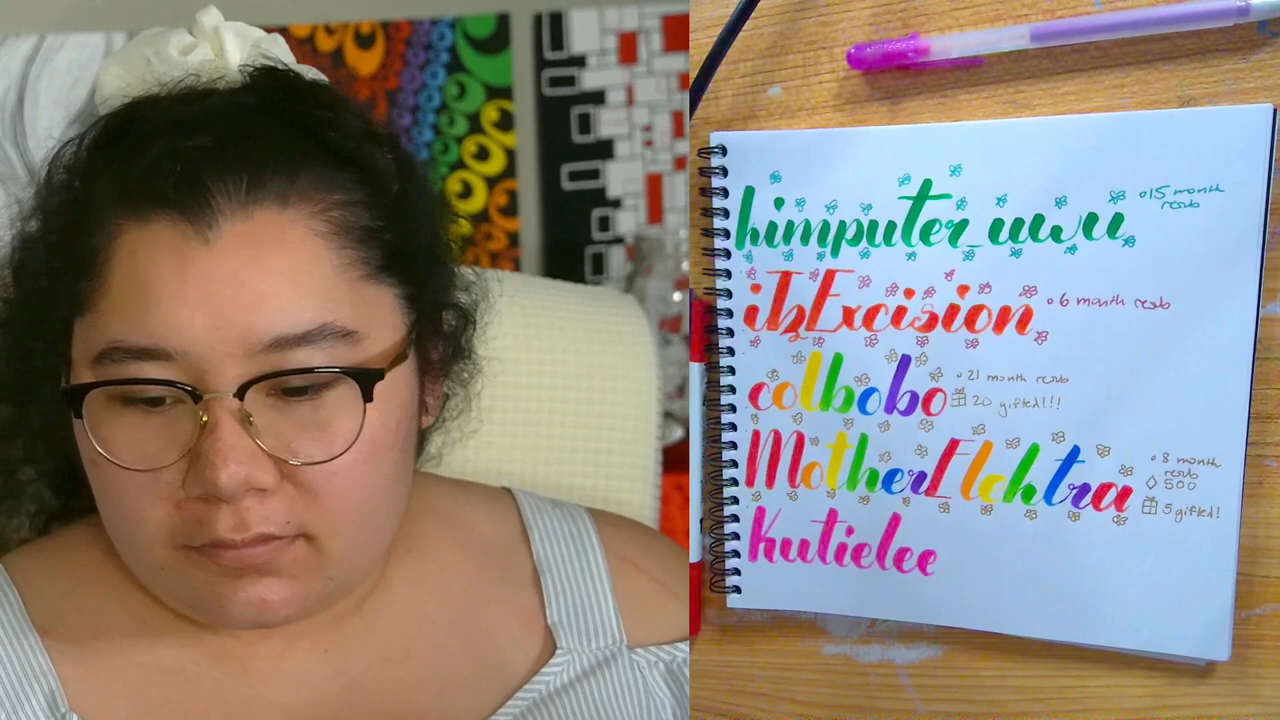 himputer_uwu
15 month resub
itzExcision
6 month resub
colbobo
21 month resub
20 gifted!!!
MotherElektra
8 month resub
500
5 gifted!
Kutielee